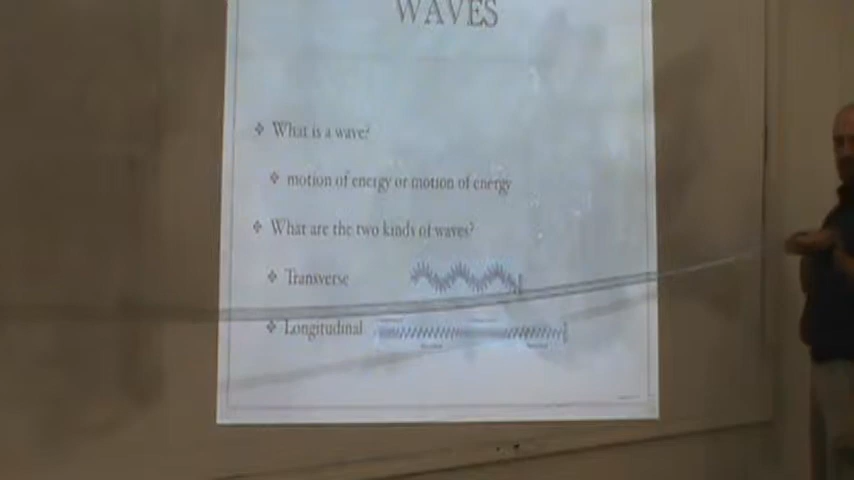 WAVES
What is a wave?
motion of energy or motion of energy
What are the two kinds of waves?
Transverse
Longitudinal